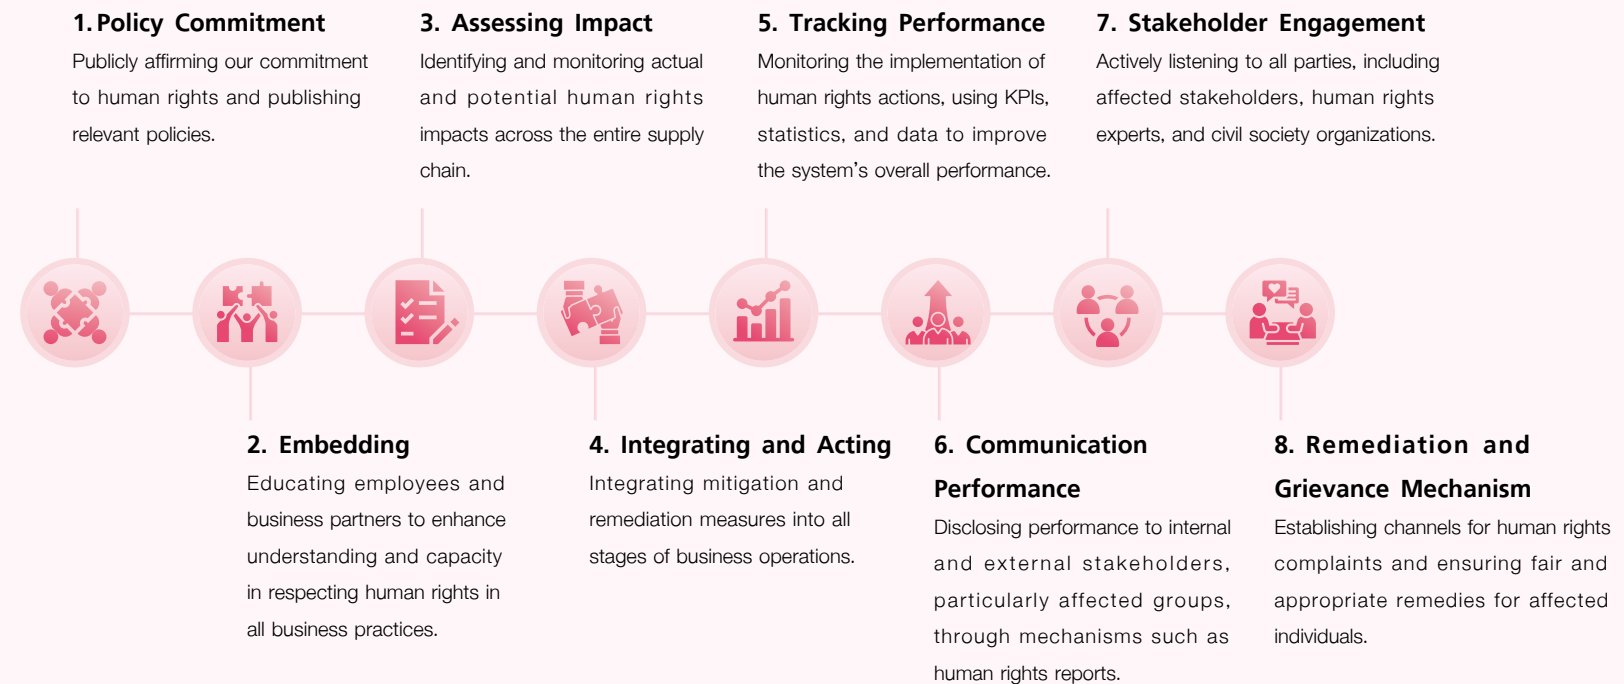 1. Policy Commitment
Publicly affirming our commitment
to human rights and publishing
relevant policies.
2. Embedding
Educating employees and
business partners to enhance
understanding and capacity
in respecting human rights in
all business practices.
3. Assessing Impact
Identifying and monitoring actual
and potential human rights
impacts across the entire supply
chain.
4. Integrating and Acting
Integrating mitigation and
remediation measures into all
stages of business operations.
5. Tracking Performance
Monitoring the implementation of
human rights actions, using KPIs,
statistics, and data to improve
the system’s overall performance.
6. Communication
Performance
Disclosing performance to internal
and external stakeholders,
particularly affected groups,
through mechanisms such as
human rights reports.
7. Stakeholder Engagement
Actively listening to all parties, including
affected stakeholders, human rights
experts, and civil society organizations.
8. Remediation and
Grievance Mechanism
Establishing channels for human rights
complaints and ensuring fair and
appropriate remedies for affected
individuals.